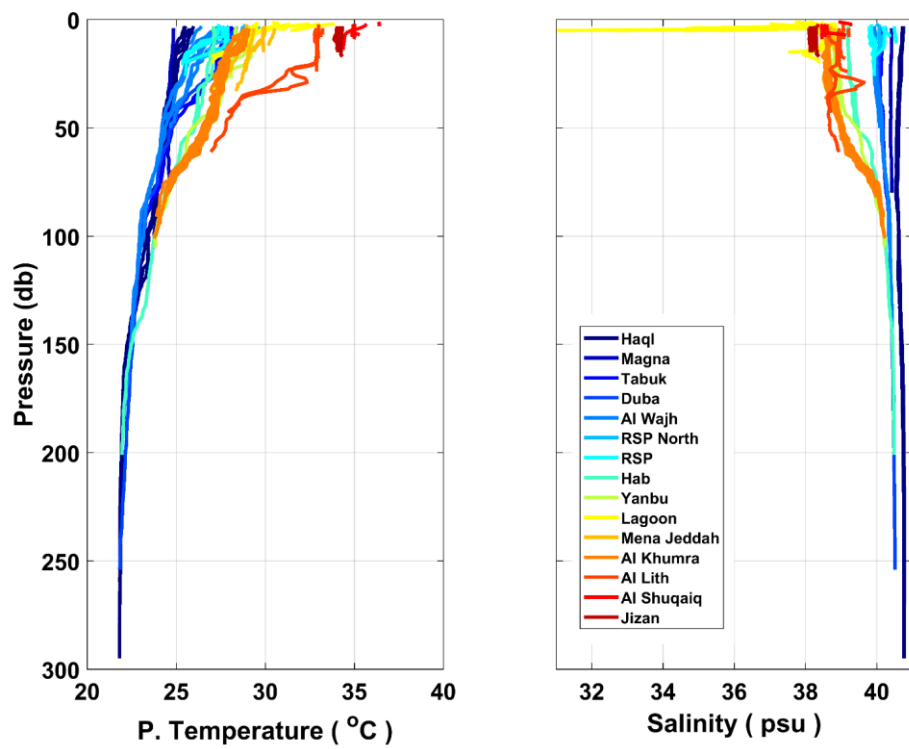 0
50
100
150
200
250
300
Pressure (db)
20 25 30 35 40
P. Temperature ( °C )
32 34 36 38 40
Salinity ( psu )
Haql
Magna
Tabuk
Duba
Al Wajh
RSP North
RSP
Hab
Yanbu
Lagoon
Mena Jeddah
Al Khumra
Al Lith
Al Shuqaiq
Jizan